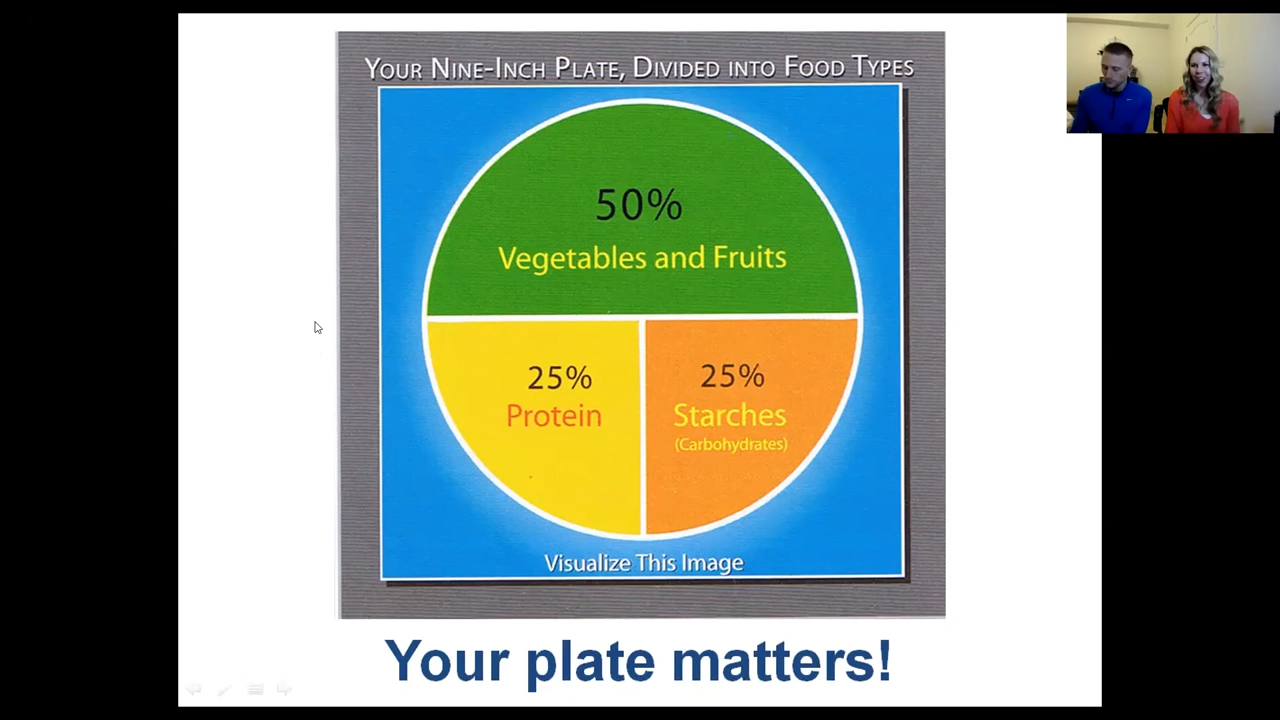 Your Nine-Inch Plate, Divided into Food Types
50%
Vegetables and Fruits
25%
Protein
25%
Starches
(Carbohydrates)
Visualize This Image
Your plate matters!